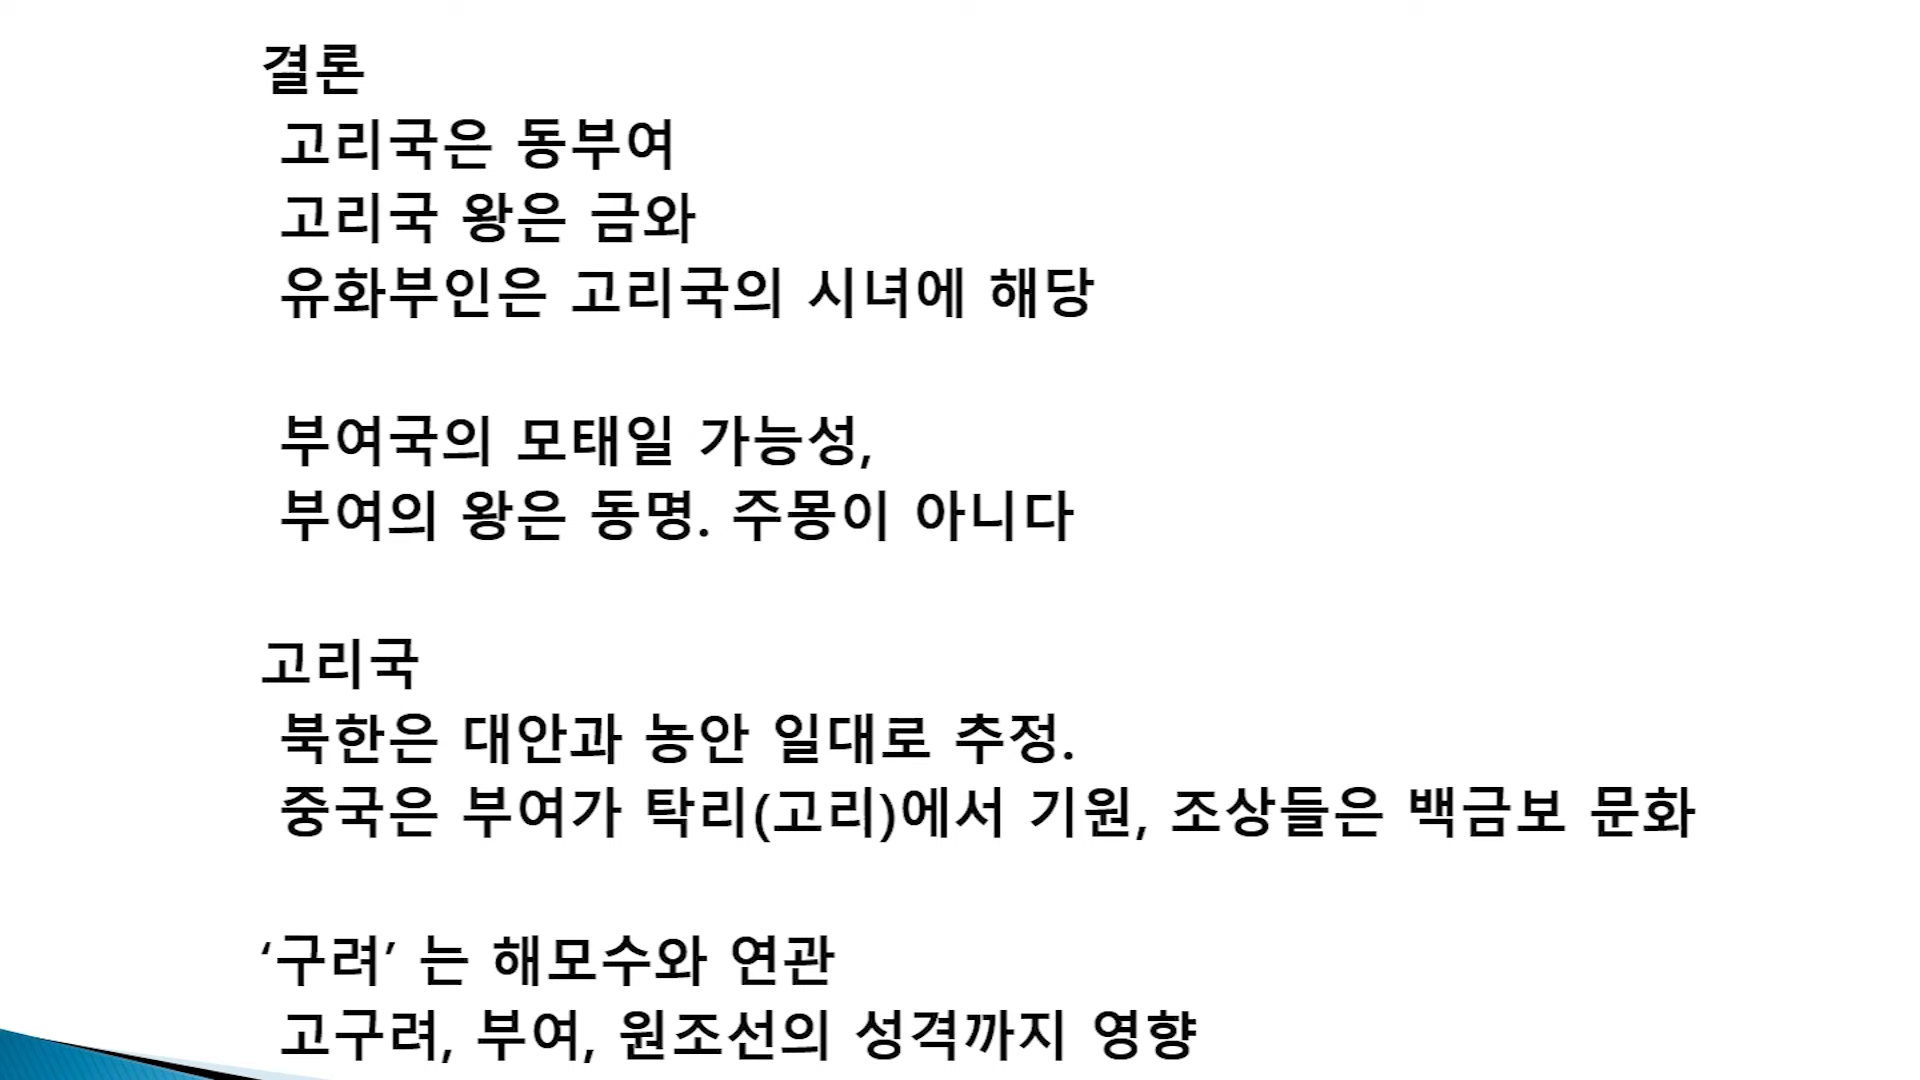 결론
고리국은 동부여
고리국 왕은 금와
유화부인은 고리국의 시녀에 해당
부여국의 모태일 가능성,
부여의 왕은 동명. 주몽이 아니다
고리국
북한은 대안과 농안 일대로 추정.
중국은 부여가 탁리(고리)에서 기원, 조상들은 백금보 문화
‘구려’ 는 해모수와 연관
고구려, 부여, 원조선의 성격까지 영향